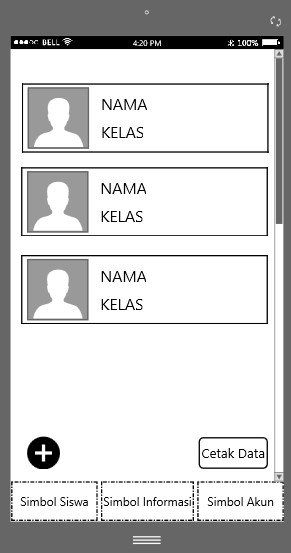 BELL 4:20 PM 100%
NAMA
KELAS
NAMA
KELAS
NAMA
KELAS
Cetak Data
Simbol Siswa Simbol Informasi Simbol Akun